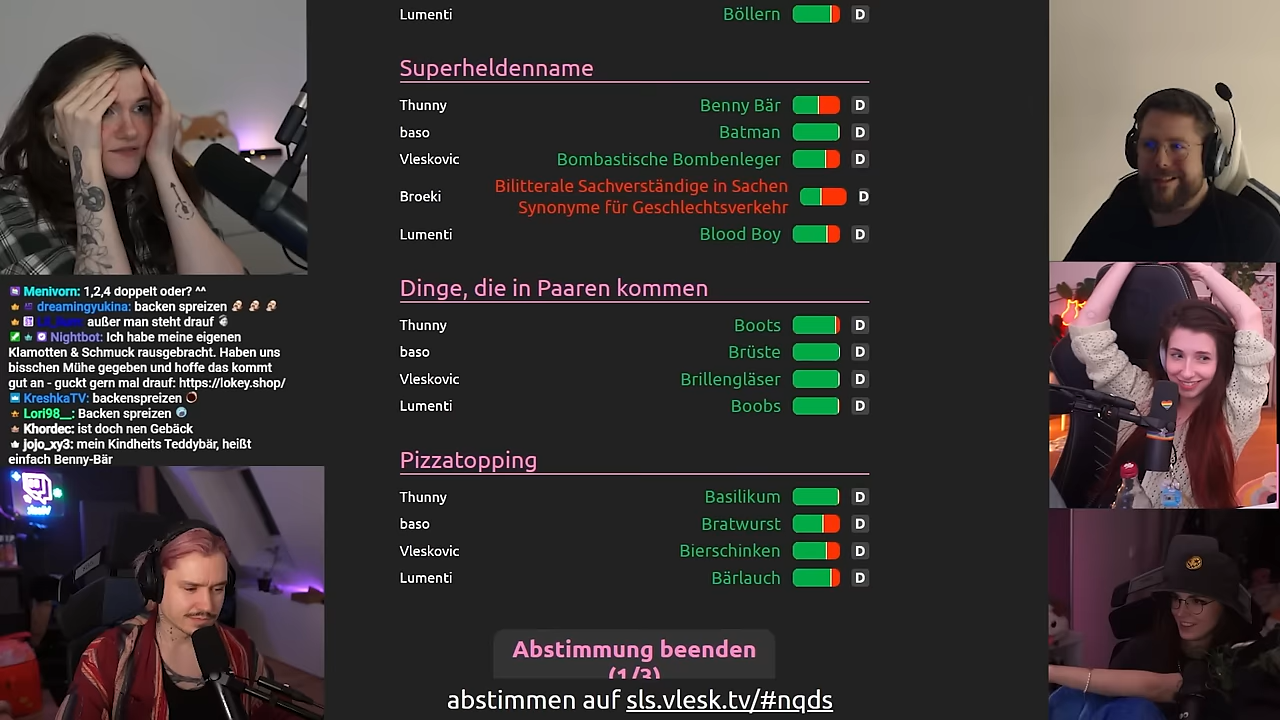 Lumenti Böllern D
Superheldenname
Thunny Benny Bär D
baso Batman D
Vleskovic Bombastische Bombenleger D
Broeki Bilitterale Sachverständige in Sachen Synonyme für Geschlechtsverkehr D
Lumenti Blood Boy D
Dinge, die in Paaren kommen
Thunny Boots D
baso Brüste D
Vleskovic Brillengläser D
Lumenti Boobs D
Pizzatopping
Thunny Basilikum D
baso Bratwurst D
Vleskovic Bierschinken D
Lumenti Bärlauch D
Abstimmung beenden
(1/3)
abstimmen auf sls.vlesk.tv/#nqds
Menivorn: 1,2,4 doppelt oder? ^^
dreamingyukina: backen spreizen
außer man steht drauf
Nightbot: Ich habe meine eigenen
Klamotten & Schmuck rausgebracht. Haben uns
bisschen Mühe gegeben und hoffe das kommt
gut an - guckt gern mal drauf: https://lokey.shop/
KreshkaTV: backenspreizen
Lori98__: Backen spreizen
Khordec: ist doch nen Gebäck
jojo_xy3: mein Kindheits Teddybär, heißt
einfach Benny-Bär